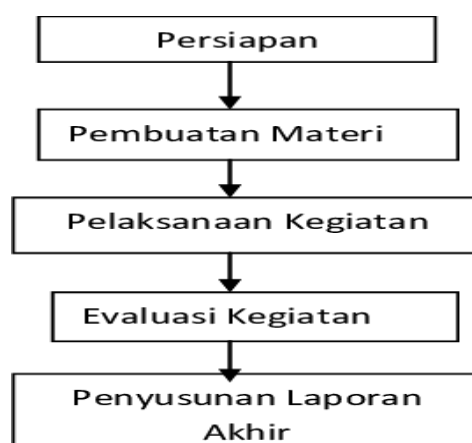 Persiapan
Pembuatan Materi
Pelaksanaan Kegiatan
Evaluasi Kegiatan
Penyusunan Laporan
Akhir